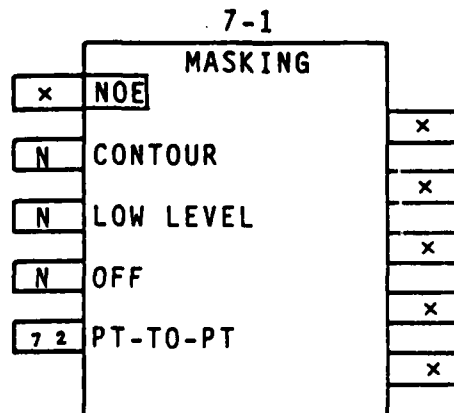 7-1
MASKING
× NOE
×
N CONTOUR
×
N LOW LEVEL
×
N OFF
×
7 2 PT-TO-PT
×